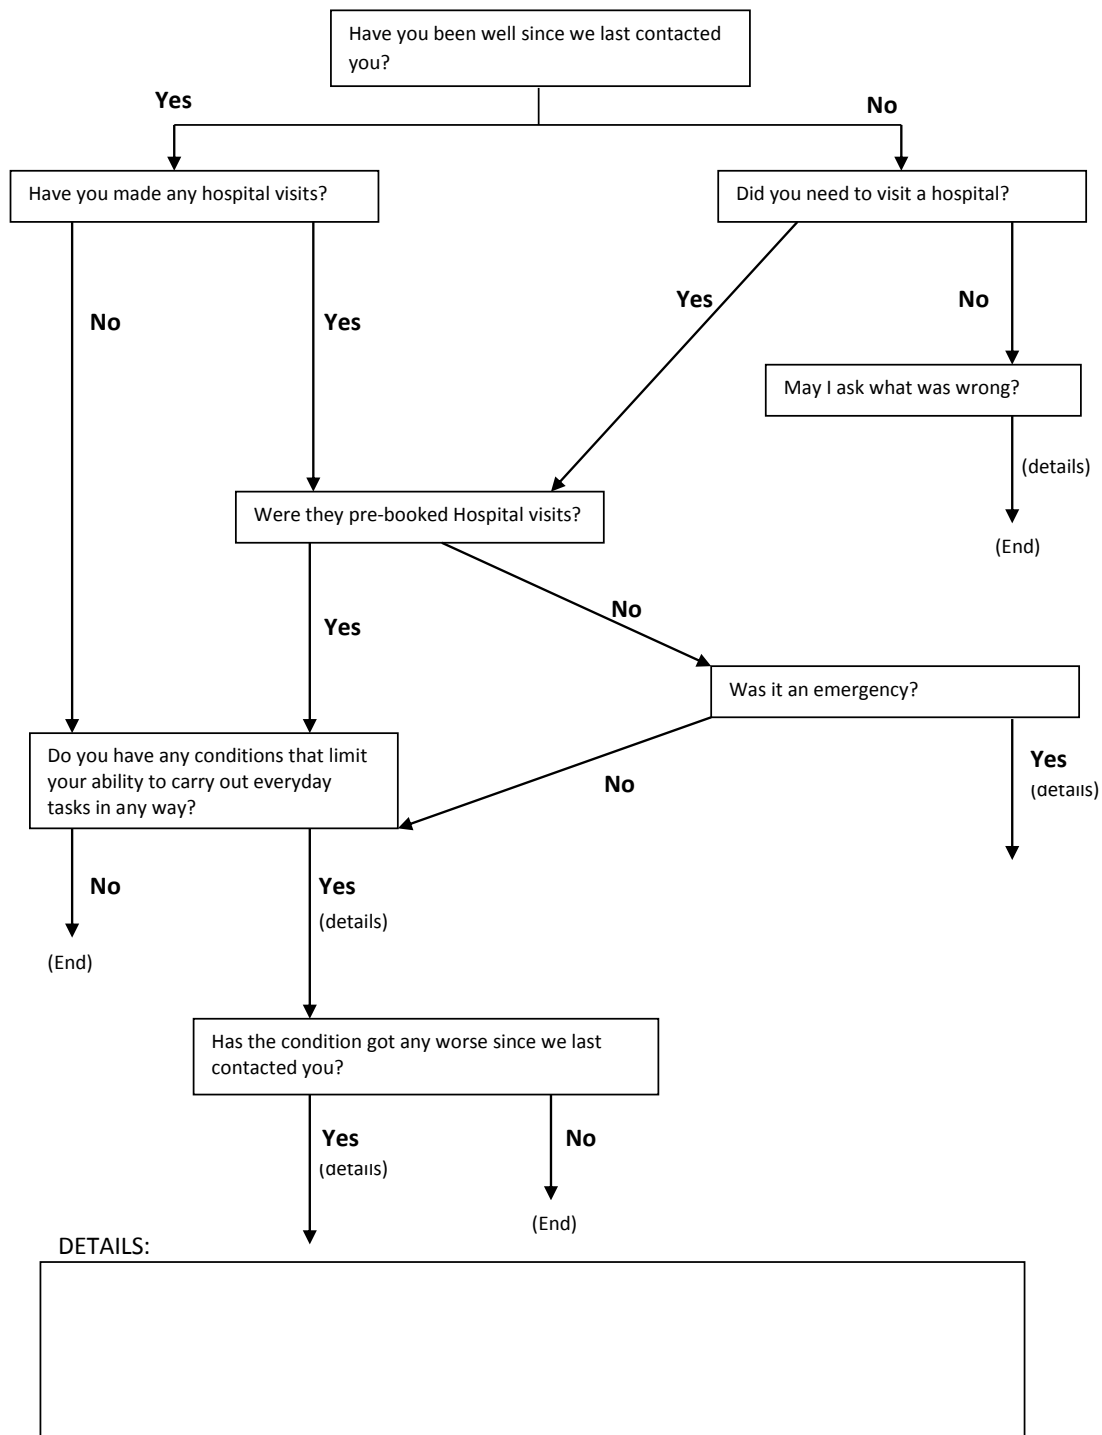 Have you been well since we last contacted
you?
Yes
No
Have you made any hospital visits?
Did you need to visit a hospital?
No
Yes
Yes
No
May I ask what was wrong?
(details)
(End)
Were they pre-booked Hospital visits?
Yes
No
Was it an emergency?
Do you have any conditions that limit
your ability to carry out everyday
tasks in any way?
No
Yes
(details)
No
(End)
Yes
(details)
Has the condition got any worse since we last
contacted you?
Yes
(details)
No
(End)
DETAILS: